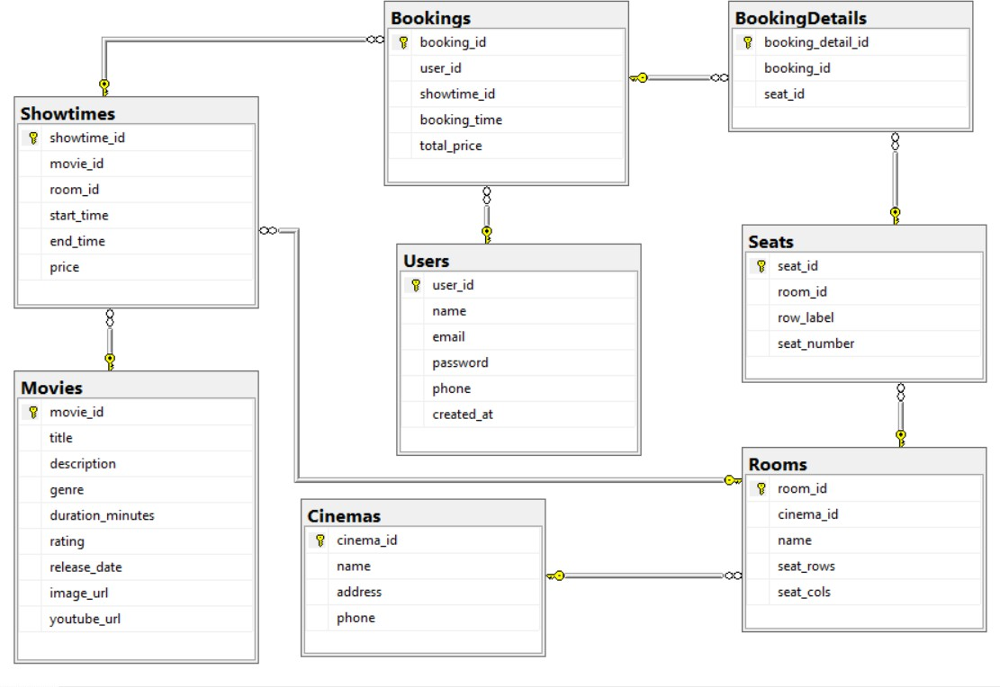 Bookings
booking_id
user_id
showtime_id
booking_time
total_price
BookingDetails
booking_detail_id
booking_id
seat_id
Showtimes
showtime_id
movie_id
room_id
start_time
end_time
price
Users
user_id
name
email
password
phone
created_at
Seats
seat_id
room_id
row_label
seat_number
Movies
movie_id
title
description
genre
duration_minutes
rating
release_date
image_url
youtube_url
Cinemas
cinema_id
name
address
phone
Rooms
room_id
cinema_id
name
seat_rows
seat_cols